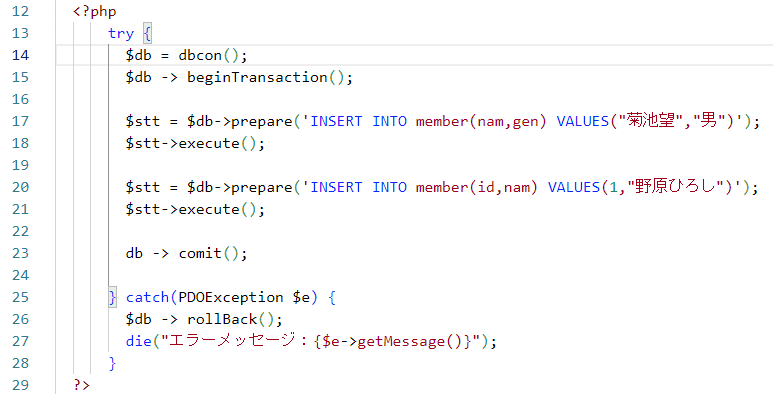 12 <?php
13 try {
14 $db = dbcon();
15 $db -> beginTransaction();
16
17 $stt = $db->prepare('INSERT INTO member(nam,gen) VALUES("菊池望","男")');
18 $stt->execute();
19
20 $stt = $db->prepare('INSERT INTO member(id,nam) VALUES(1,"野原ひろし")');
21 $stt->execute();
22
23 db -> comit();
24
25 } catch(PDOException $e) {
26 $db -> rollBack();
27 die("エラーメッセージ：{$e->getMessage()}");
28 }
29 ?>